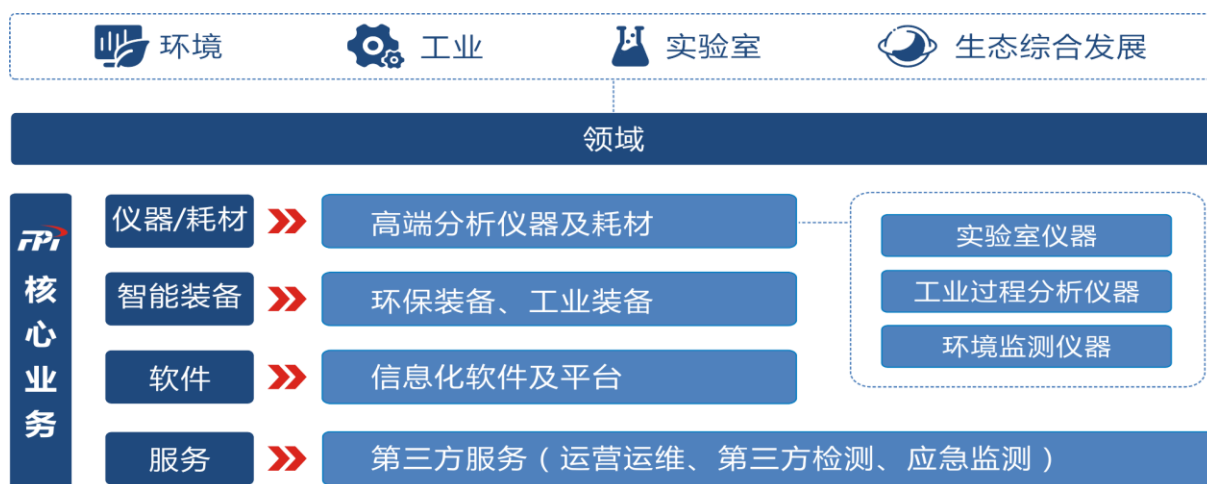 环境 工业 实验室 生态综合发展
领域
FPI
核心业务
仪器/耗材 高端分析仪器及耗材
实验室仪器
工业过程分析仪器
环境监测仪器
智能装备 环保装备、工业装备
软件 信息化软件及平台
服务 第三方服务（运营运维、第三方检测、应急监测）